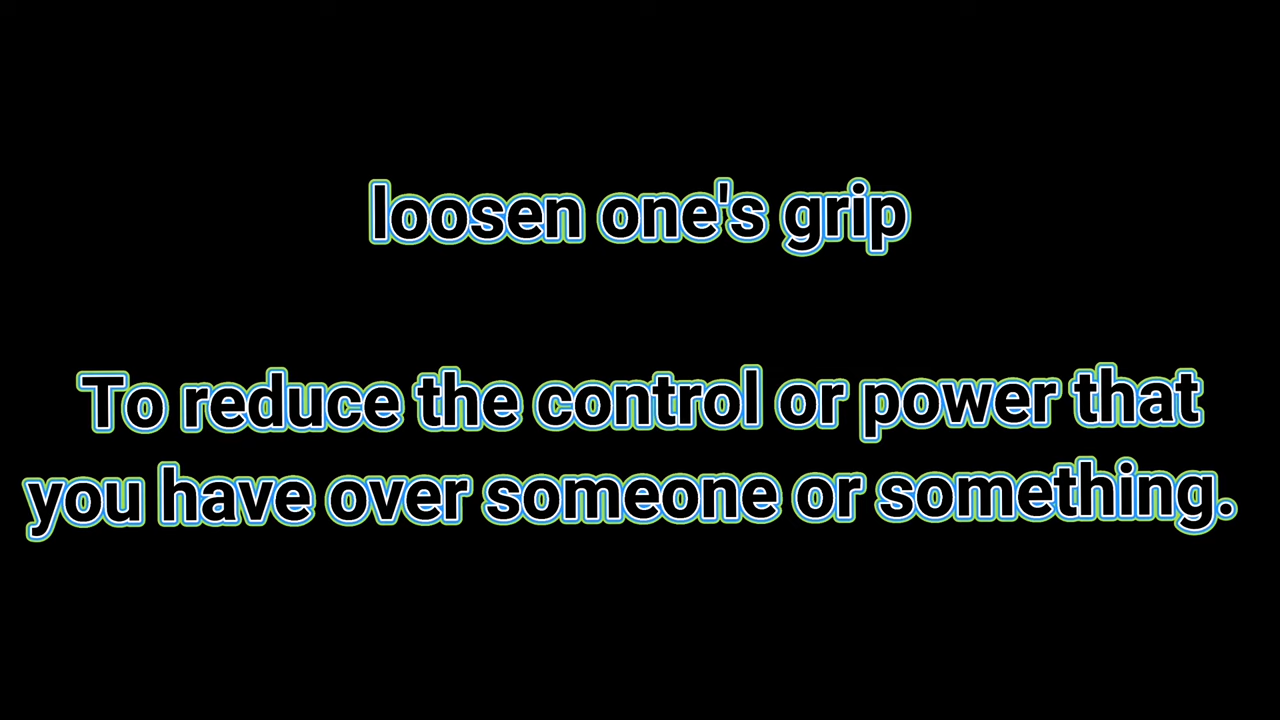 loosen one's grip
To reduce the control or power that
you have over someone or something.